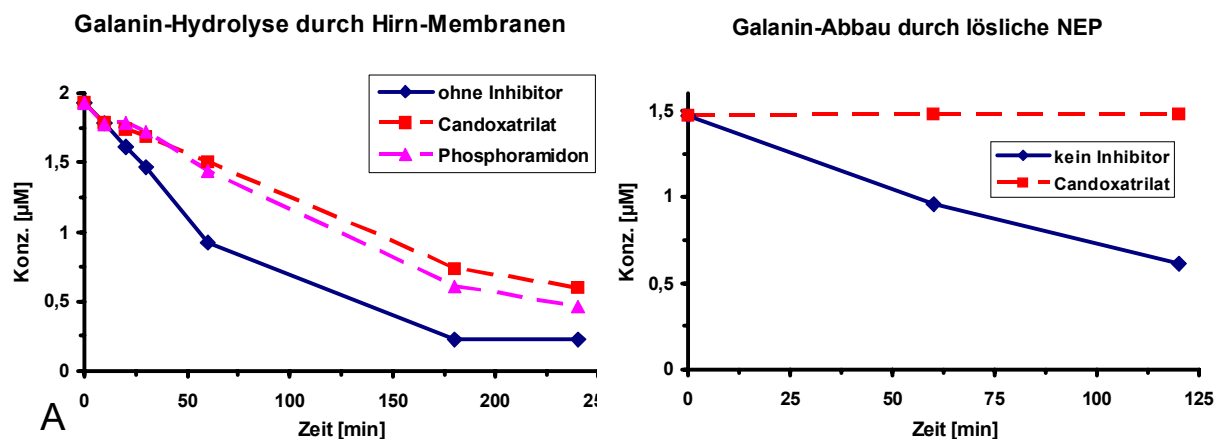 Galanin-Hydrolyse durch Hirn-Membranen
ohne Inhibitor
Candoxatrilat
Phosphoramidon
Konz. [µM]
2
1,5
1
0,5
0
0
50
100
150
200
25
Zeit [min]
A
Galanin-Abbau durch lösliche NEP
kein Inhibitor
Candoxatrilat
Konz. [µM]
1,5
1
0,5
0
0
25
50
75
100
125
Zeit [min]